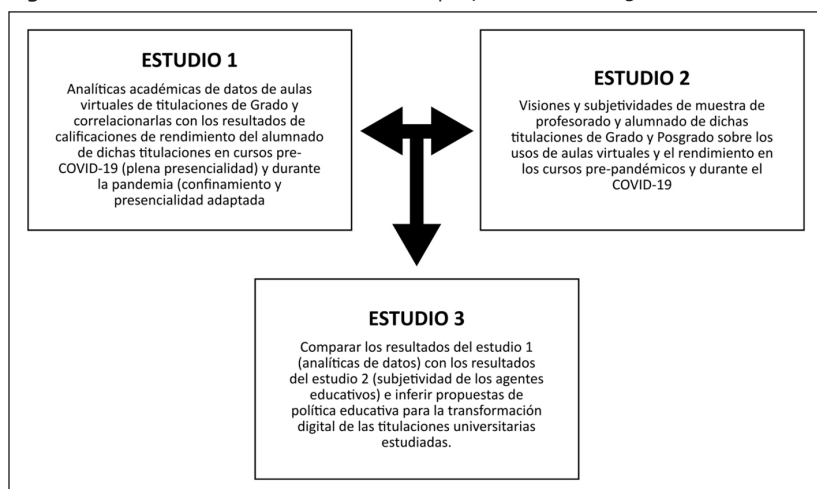 ESTUDIO 1
Analíticas académicas de datos de aulas
virtuales de titulaciones de Grado y
correlacionarlas con los resultados de
calificaciones de rendimiento del alumnado
de dichas titulaciones en cursos pre-
COVID-19 (plena presencialidad) y durante
la pandemia (confinamiento y
presencialidad adaptada
ESTUDIO 2
Visiones y subjetividades de muestra de
profesorado y alumnado de dichas
titulaciones de Grado y Posgrado sobre los
usos de aulas virtuales y el rendimiento en
los cursos pre-pandémicos y durante el
COVID-19
ESTUDIO 3
Comparar los resultados del estudio 1
(analíticas de datos) con los resultados
del estudio 2 (subjetividad de los agentes
educativos) e inferir propuestas de
política educativa para la transformación
digital de las titulaciones universitarias
estudiadas.